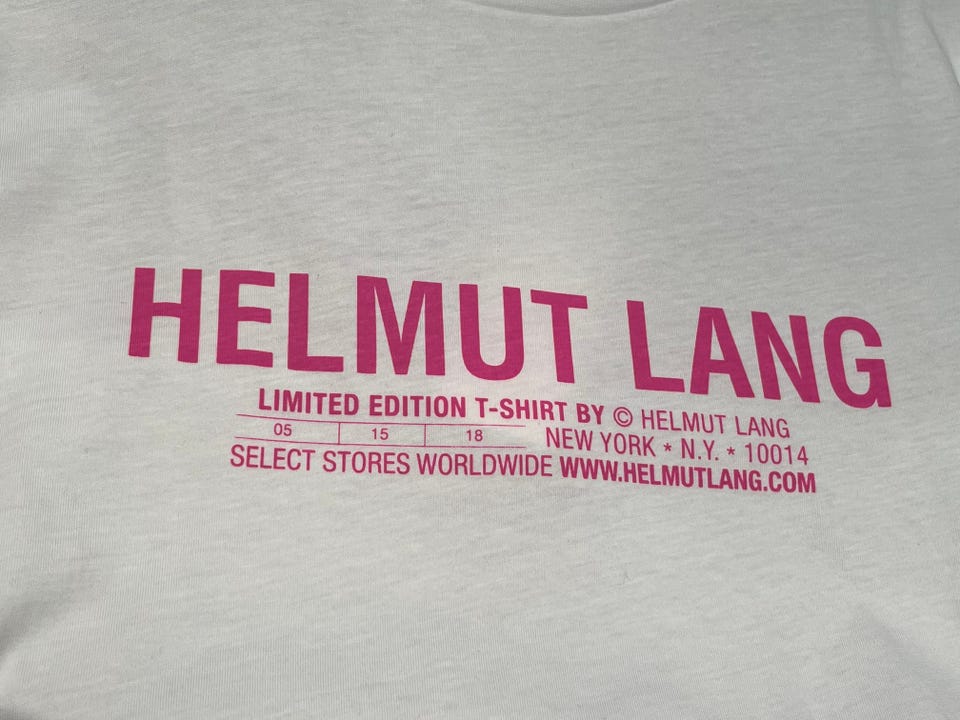 HELMUT LANG
LIMITED EDITION T-SHIRT BY © HELMUT LANG
05 15 18 NEW YORK * N.Y. * 10014
SELECT STORES WORLDWIDE WWW.HELMUTLANG.COM